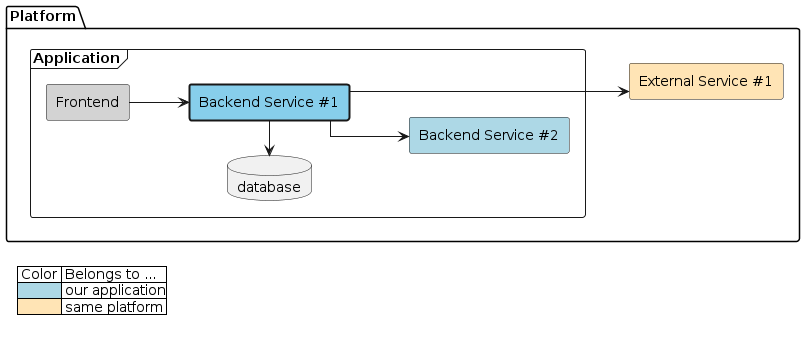 Platform
Application
External Service #1
Frontend
Backend Service #1
Backend Service #2
database
Color Belongs to ...
our application
same platform